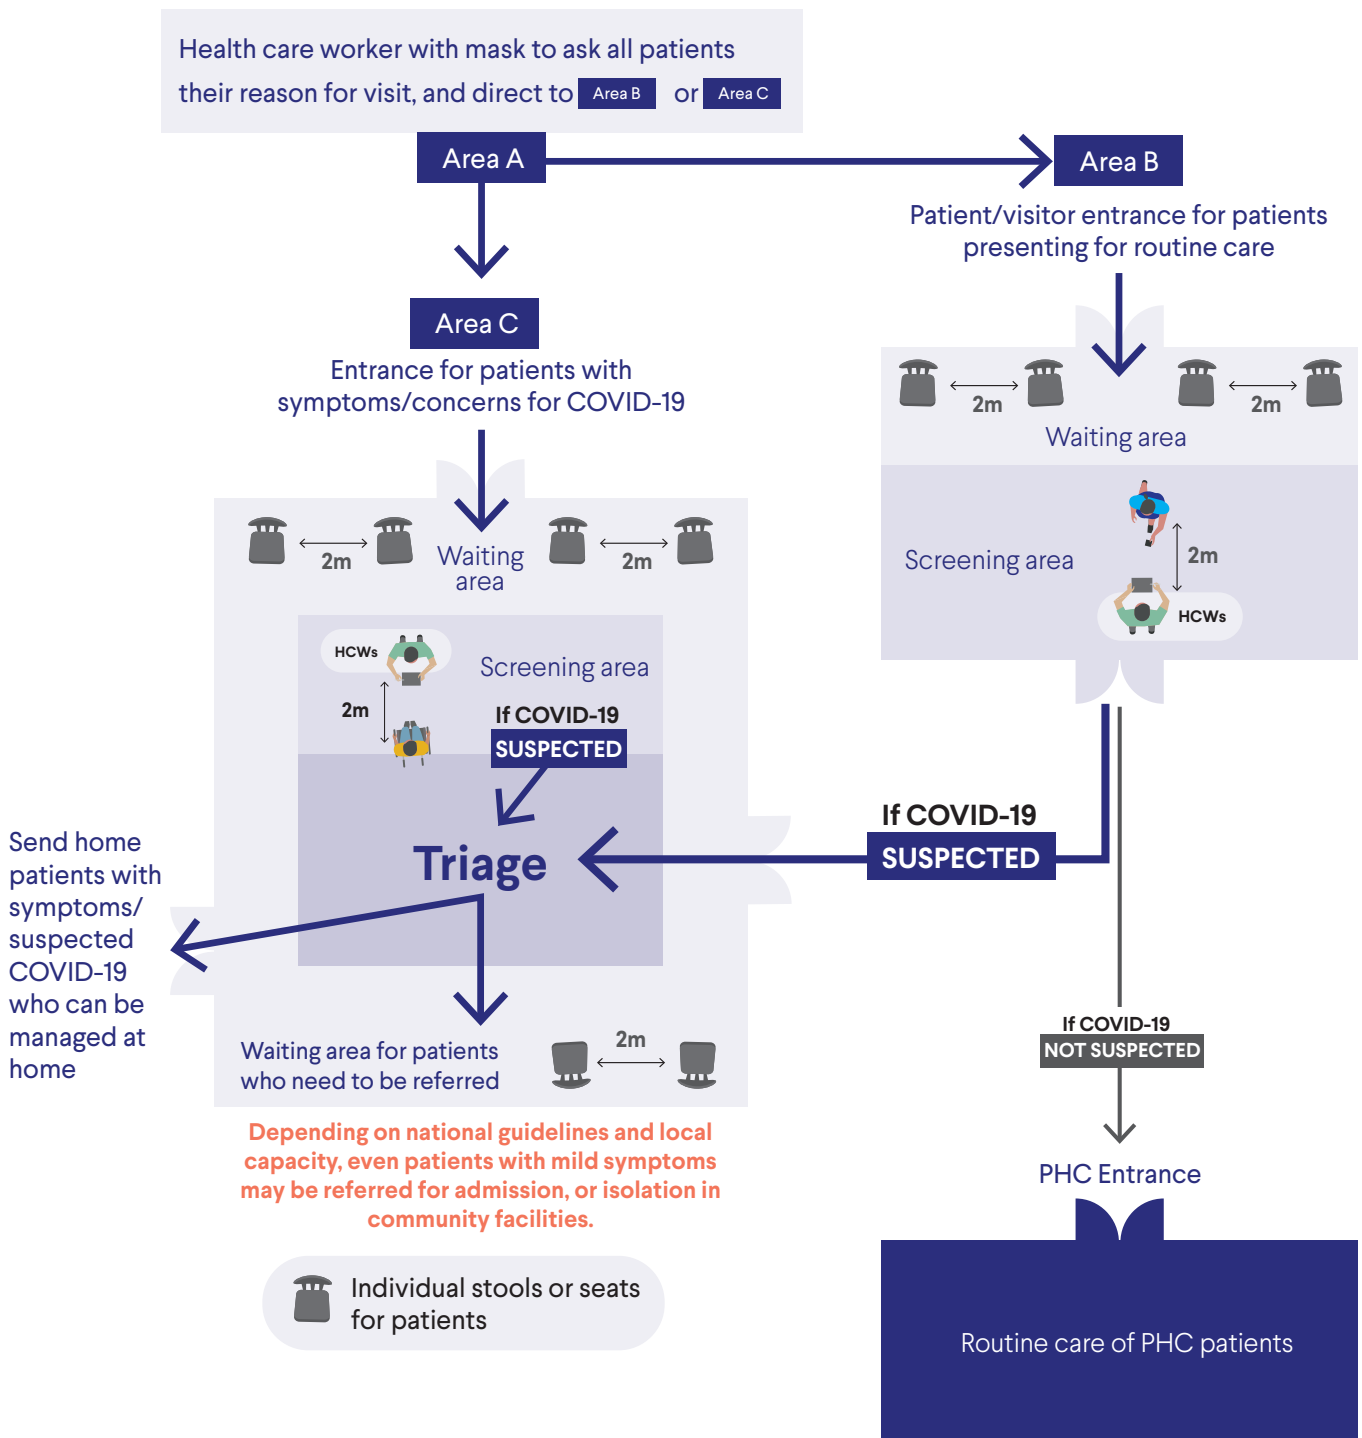 Health care worker with mask to ask all patients
their reason for visit, and direct to Area B or Area C
Area A
Area B
Patient/visitor entrance for patients
presenting for routine care
Area C
Entrance for patients with
symptoms/concerns for COVID-19
2m
2m
Waiting area
Screening area
2m
HCWs
2m
Waiting
area
2m
HCWs
Screening area
2m
If COVID-19
SUSPECTED
Triage
If COVID-19
SUSPECTED
Send home
patients with
symptoms/
suspected
COVID-19
who can be
managed at
home
Waiting area for patients
who need to be referred
2m
If COVID-19
NOT SUSPECTED
Depending on national guidelines and local
capacity, even patients with mild symptoms
may be referred for admission, or isolation in
community facilities.
PHC Entrance
Individual stools or seats
for patients
Routine care of PHC patients